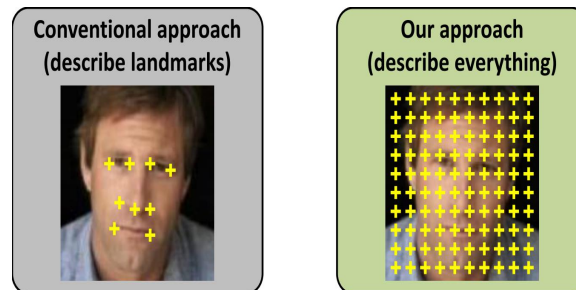 Conventional approach
(describe landmarks)
Our approach
(describe everything)